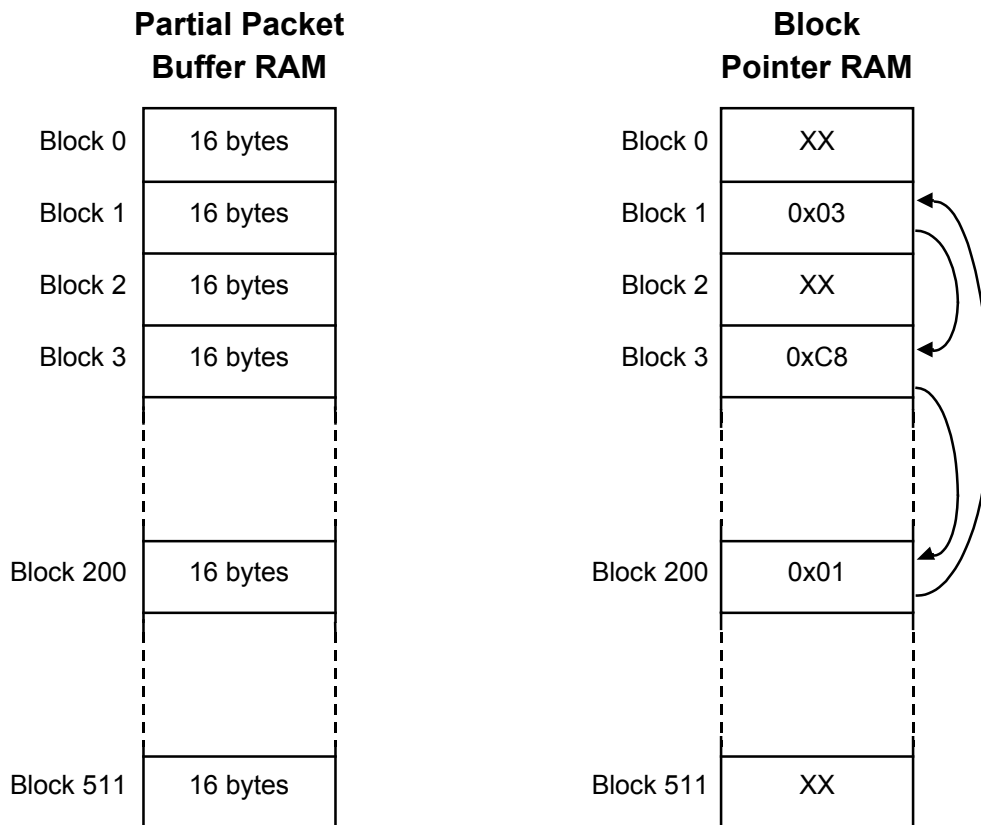 Partial Packet
Buffer RAM
Block 0 16 bytes
Block 1 16 bytes
Block 2 16 bytes
Block 3 16 bytes
Block 200 16 bytes
Block 511 16 bytes
Block
Pointer RAM
Block 0 XX
Block 1 0x03
Block 2 XX
Block 3 0xC8
Block 200 0x01
Block 511 XX